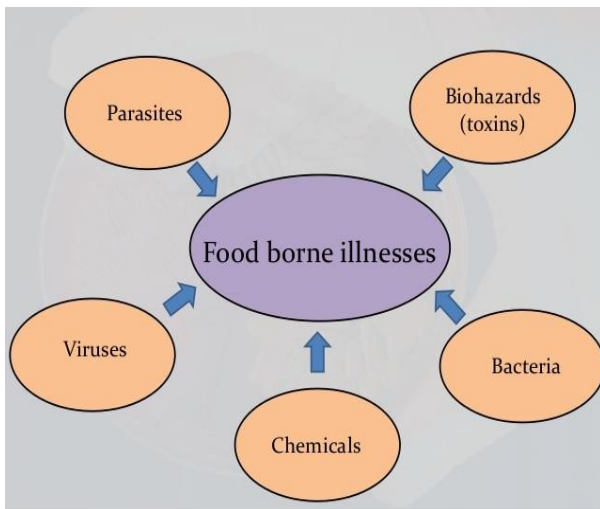 Parasites
Biohazards
(toxins)
Food borne illnesses
Viruses
Bacteria
Chemicals